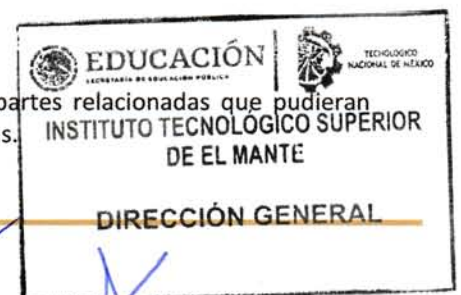 EDUCACIÓN
SECRETARÍA DE EDUCACIÓN PÚBLICA
TECNOLÓGICO
NACIONAL DE MÉXICO
partes relacionadas que pudieran
s.
INSTITUTO TECNOLÓGICO SUPERIOR
DE EL MANTE
DIRECCIÓN GENERAL